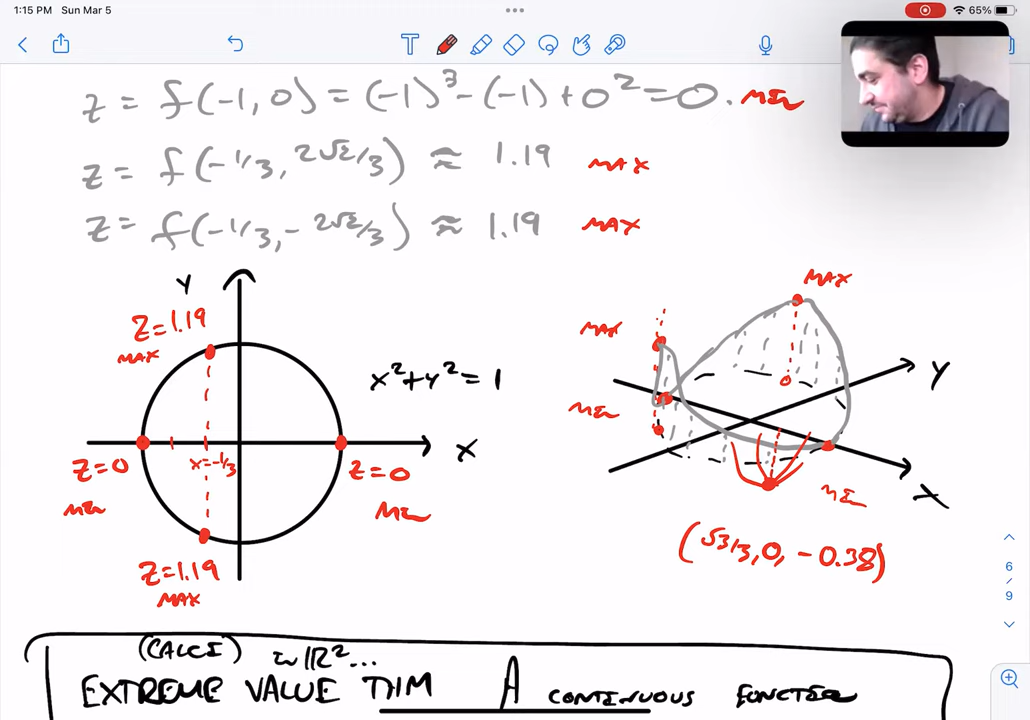 1:15 PM Sun Mar 5
65%
z = f(-1, 0) = (-1)³ - (-1) + 0² = 0. MIN
z = f(-1/3, 2√2/3) ≈ 1.19 MAX
z = f(-1/3, - 2√2/3) ≈ 1.19 MAX
Y
Z=1.19
MAX
x²+y²=1
X
Z=0
MIN
x=-1/3
Z=0
MIN
Z=1.19
MAX
MAX
MAX
MIN
Y
X
MIN
(√3/3, 0, -0.38)
6
/
9
(CALC I) in ℝ²...
EXTREME VALUE THM A CONTINUOUS FUNCTION